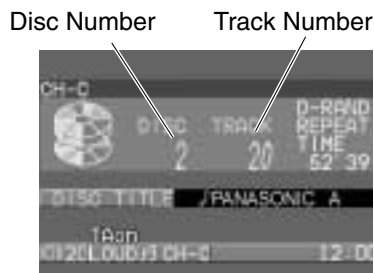 Disc Number Track Number
CH-C
D-RAND
DISC TRACK REPEAT
TIME
2 20 52 39
DISC TITLE ♪PANASONIC A
LOUD CH-C 12:00